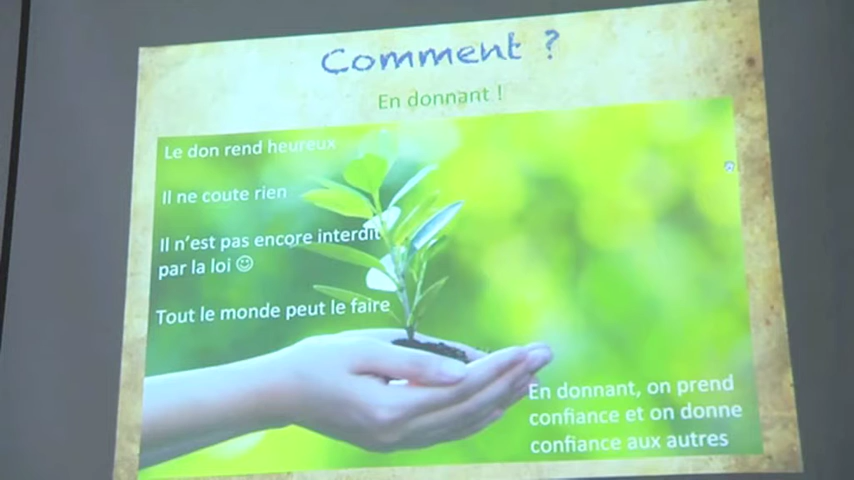 Comment ?
En donnant !
Le don rend heureux
Il ne coute rien
Il n'est pas encore interdit
par la loi ☺
Tout le monde peut le faire
En donnant, on prend
confiance et on donne
confiance aux autres